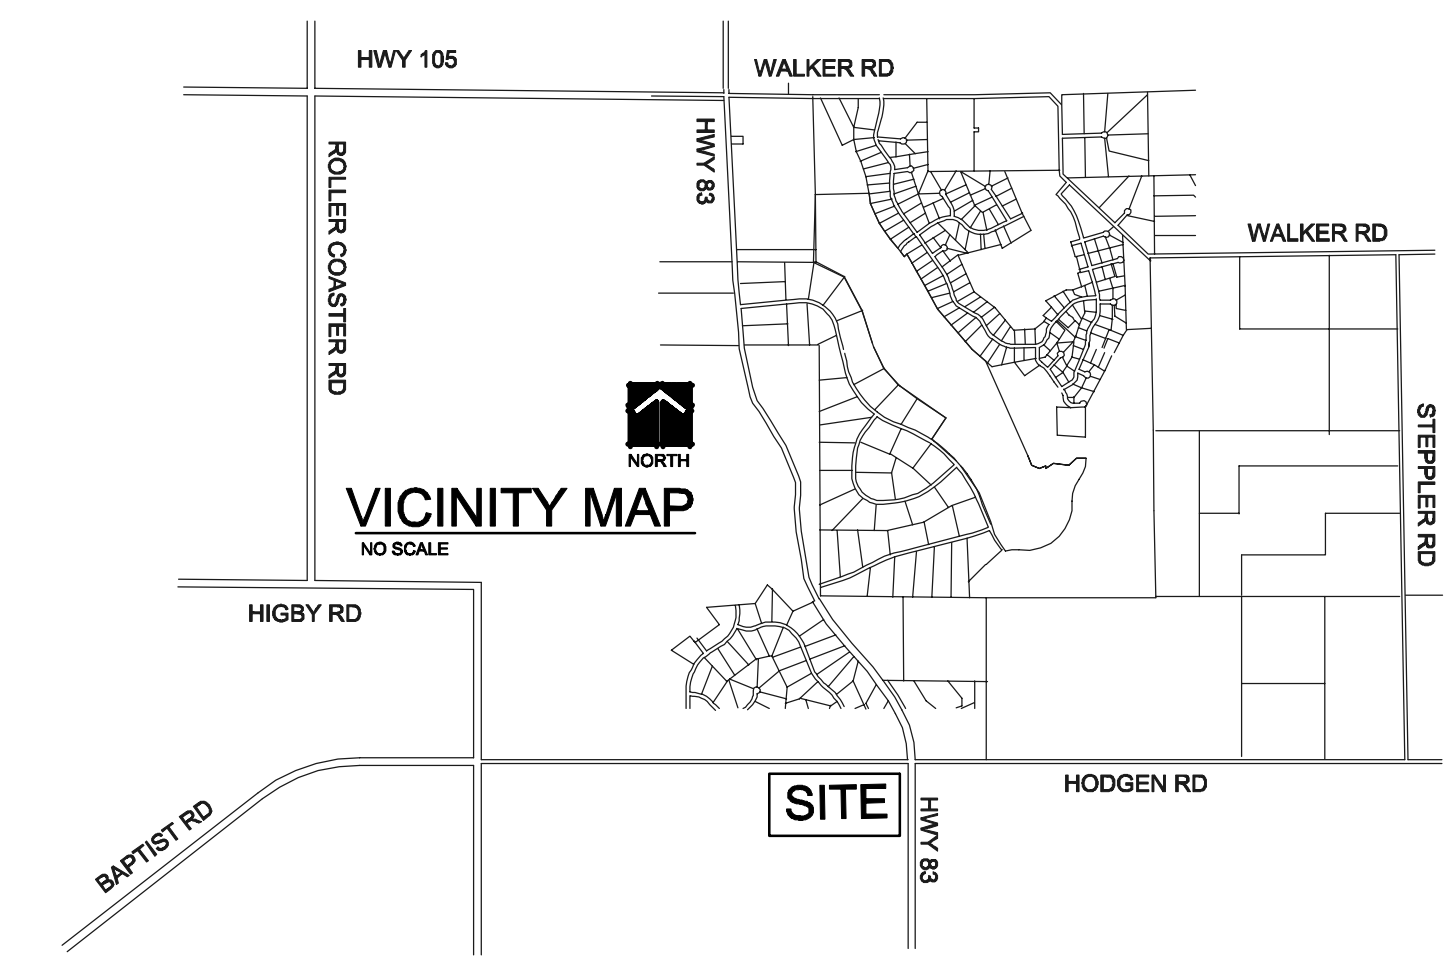 HWY 105
WALKER RD
HWY 83
ROLLER COASTER RD
WALKER RD
STEPPLER RD
NORTH
VICINITY MAP
NO SCALE
HIGBY RD
HODGEN RD
SITE
HWY 83
BAPTIST RD